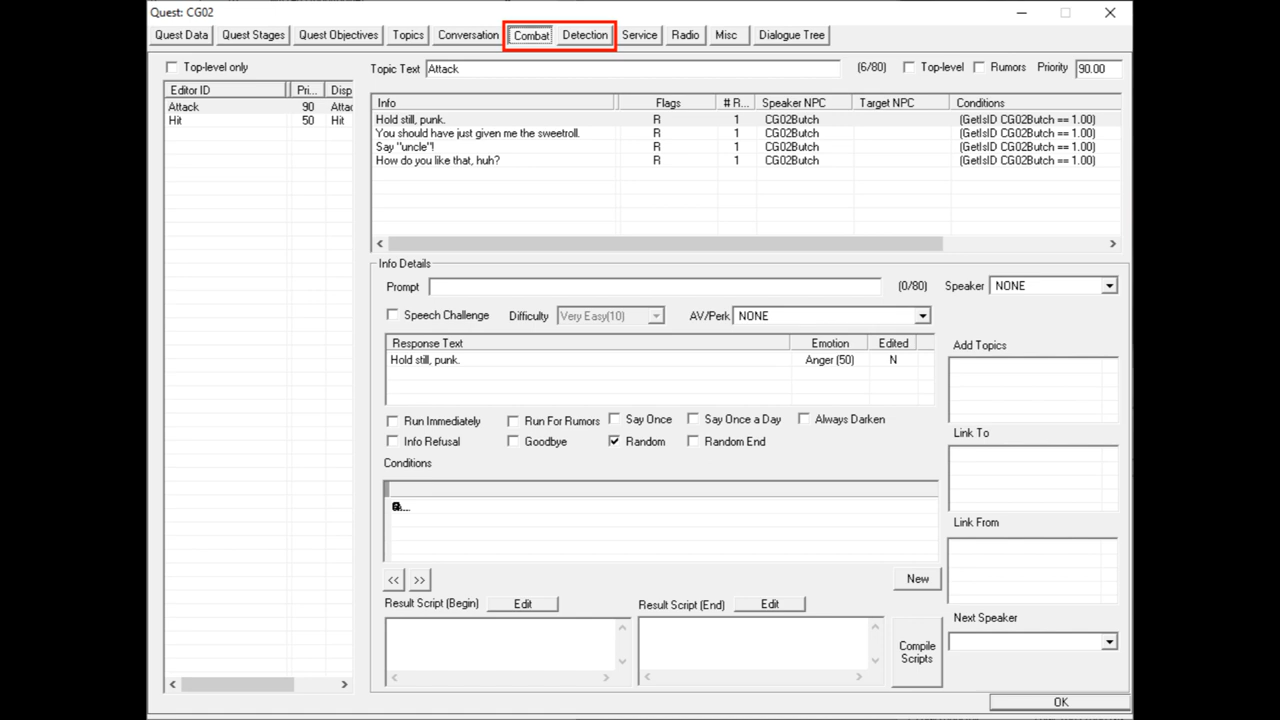 Quest: CG02
Quest Data Quest Stages Quest Objectives Topics Conversation Combat Detection Service Radio Misc Dialogue Tree
Top-level only
Editor ID Pri... Disp
Attack 90 Attac
Hit 50 Hit
Topic Text Attack (6/80) Top-level Rumors Priority 90.00
Info Flags # R... Speaker NPC Target NPC Conditions
Hold still, punk. R 1 CG02Butch (GetIsID CG02Butch == 1.00)
You should have just given me the sweetroll. R 1 CG02Butch (GetIsID CG02Butch == 1.00)
Say "uncle"! R 1 CG02Butch (GetIsID CG02Butch == 1.00)
How do you like that, huh? R 1 CG02Butch (GetIsID CG02Butch == 1.00)
Info Details
Prompt (0/80) Speaker NONE
Speech Challenge Difficulty Very Easy(10) AV/Perk NONE
Response Text Emotion Edited
Hold still, punk. Anger (50) N
Run Immediately Run For Rumors Say Once Say Once a Day Always Darken
Info Refusal Goodbye Random Random End
Conditions
<< >> New
Result Script (Begin) Edit Result Script (End) Edit
Compile Scripts
Add Topics
Link To
Link From
Next Speaker
OK